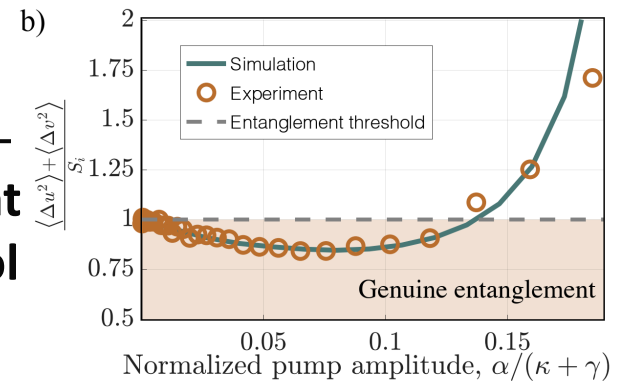 b)
2
1.75
1.5
1.25
1
0.75
0.5
⟨Δu²⟩+⟨Δv²⟩
S_i
Simulation
Experiment
Entanglement threshold
Genuine entanglement
0.05 0.1 0.15
Normalized pump amplitude, α/(κ + γ)